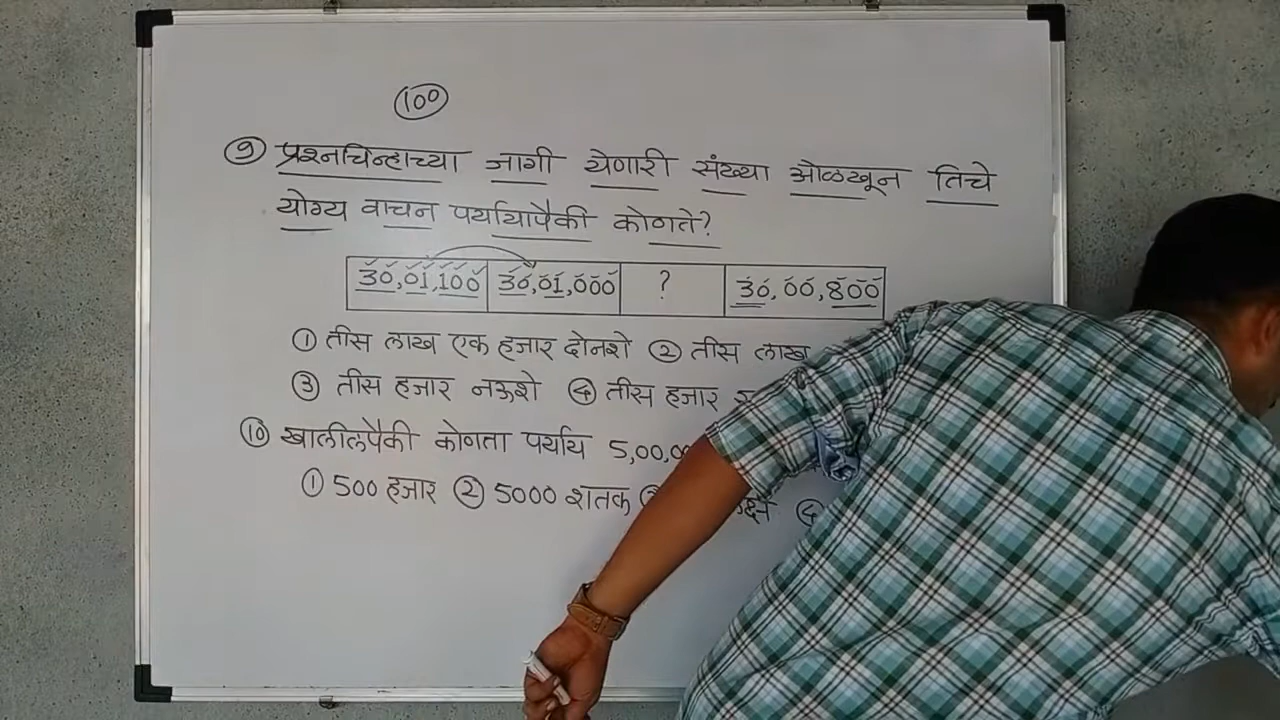 100
9 प्रश्नचिन्हाच्या जागी येणारी संख्या ओळखून तिचे
योग्य वाचन पर्यायापैकी कोणते?
30,01,100 30,01,000 ? 30,00,800
1 तीस लाख एक हजार दोनशे 2 तीस लाख
3 तीस हजार नऊशे 4 तीस हजार
10 खालीलपैकी कोणता पर्याय 5,00,00
1 500 हजार 2 5000 शतक 4